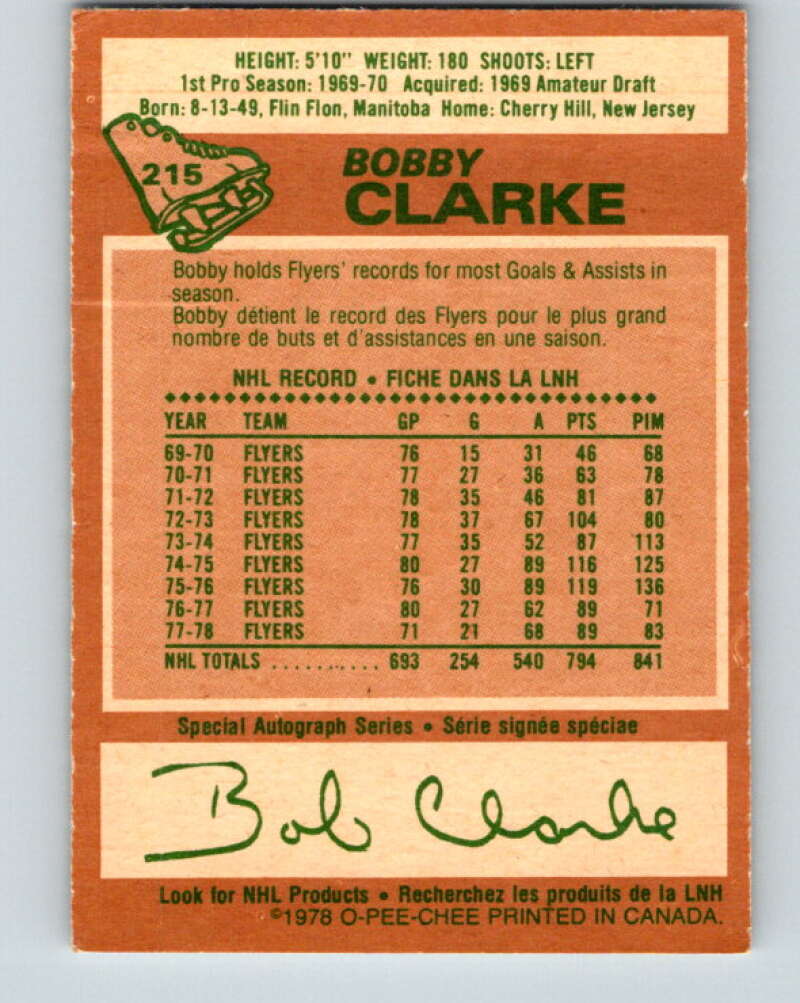 HEIGHT: 5'10" WEIGHT: 180 SHOOTS: LEFT
1st Pro Season: 1969-70 Acquired: 1969 Amateur Draft
Born: 8-13-49, Flin Flon, Manitoba Home: Cherry Hill, New Jersey
215
BOBBY
CLARKE
Bobby holds Flyers' records for most Goals & Assists in
season.
Bobby détient le record des Flyers pour le plus grand
nombre de buts et d'assistances en une saison.
NHL RECORD • FICHE DANS LA LNH
YEAR TEAM GP G A PTS PIM
69-70 FLYERS 76 15 31 46 68
70-71 FLYERS 77 27 36 63 78
71-72 FLYERS 78 35 46 81 87
72-73 FLYERS 78 37 67 104 80
73-74 FLYERS 77 35 52 87 113
74-75 FLYERS 80 27 89 116 125
75-76 FLYERS 76 30 89 119 136
76-77 FLYERS 80 27 62 89 71
77-78 FLYERS 71 21 68 89 83
NHL TOTALS ........... 693 254 540 794 841
Special Autograph Series • Série signée spéciae
Bob Clarke
Look for NHL Products • Recherchez les produits de la LNH
©1978 O-PEE-CHEE PRINTED IN CANADA.